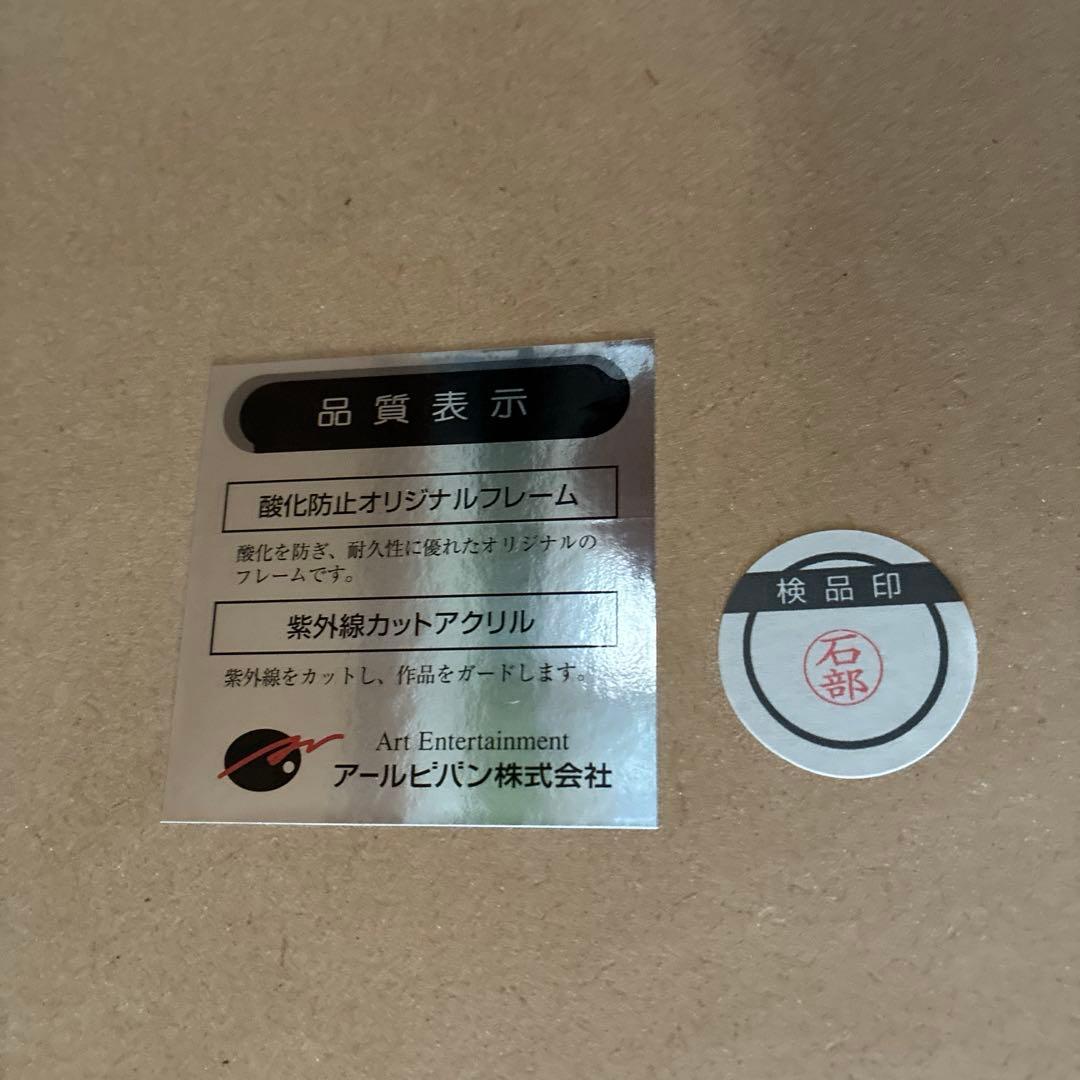 品質表示
酸化防止オリジナルフレーム
酸化を防ぎ、耐久性に優れたオリジナルの
フレームです。
紫外線カットアクリル
紫外線をカットし、作品をガードします。
Art Entertainment
アールビバン株式会社
検品印
石部